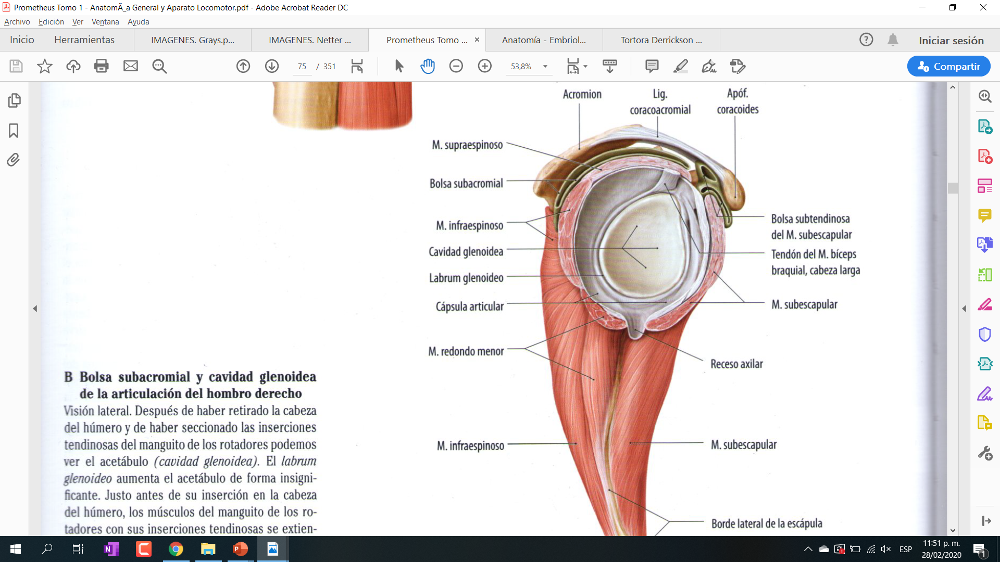 Prometheus Tomo 1 - AnatomÃ_a General y Aparato Locomotor.pdf - Adobe Acrobat Reader DC
Archivo Edición Ver Ventana Ayuda
Inicio Herramientas IMAGENES. Grays.p... IMAGENES. Netter ... Prometheus Tomo ... × Anatomía - Embriol... Tortora Derrickson ... Iniciar sesión
75 / 351 53,8% Compartir
Acromion
Lig.
coracoacromial
Apóf.
coracoides
M. supraespinoso
Bolsa subacromial
M. infraespinoso
Cavidad glenoidea
Labrum glenoideo
Cápsula articular
M. redondo menor
M. infraespinoso
Bolsa subtendinosa
del M. subescapular
Tendón del M. bíceps
braquial, cabeza larga
M. subescapular
Receso axilar
M. subescapular
Borde lateral de la escápula
B Bolsa subacromial y cavidad glenoidea
de la articulación del hombro derecho
Visión lateral. Después de haber retirado la cabeza
del húmero y de haber seccionado las inserciones
tendinosas del manguito de los rotadores podemos
ver el acetábulo (cavidad glenoidea). El labrum
glenoideo aumenta el acetábulo de forma insigni-
ficante. Justo antes de su inserción en la cabeza
del húmero, los músculos del manguito de los ro-
tadores con sus inserciones tendinosas se extien-
ESP
11:51 p. m.
28/02/2020
1